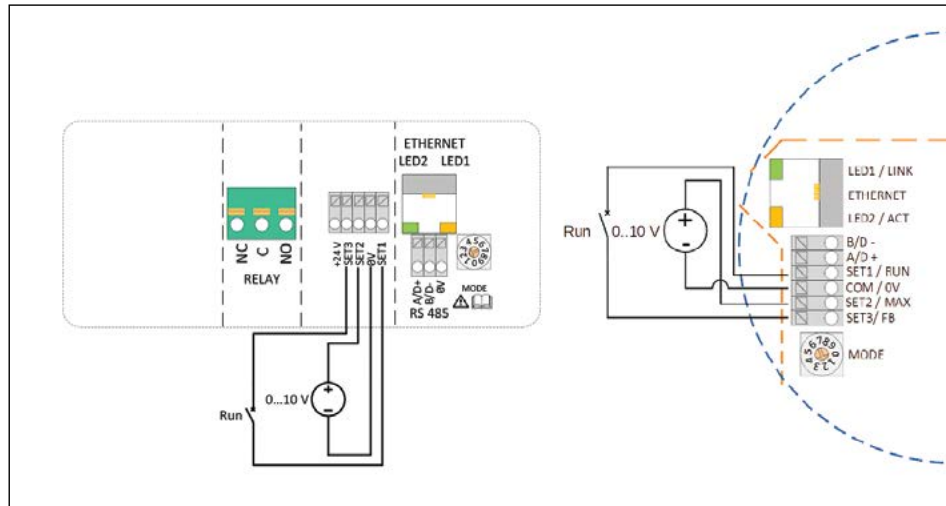 ETHERNET
LED2 LED1
NC
C
NO
RELAY
+24 V
SET3
SET2
0V
SET1
A/D+
B/D-
0V
RS 485
MODE
Run
0...10 V
+
−
Run
0..10 V
+
−
LED1 / LINK
ETHERNET
LED2 / ACT
B/D -
A/D +
SET1 / RUN
COM / 0V
SET2 / MAX
SET3/ FB
MODE